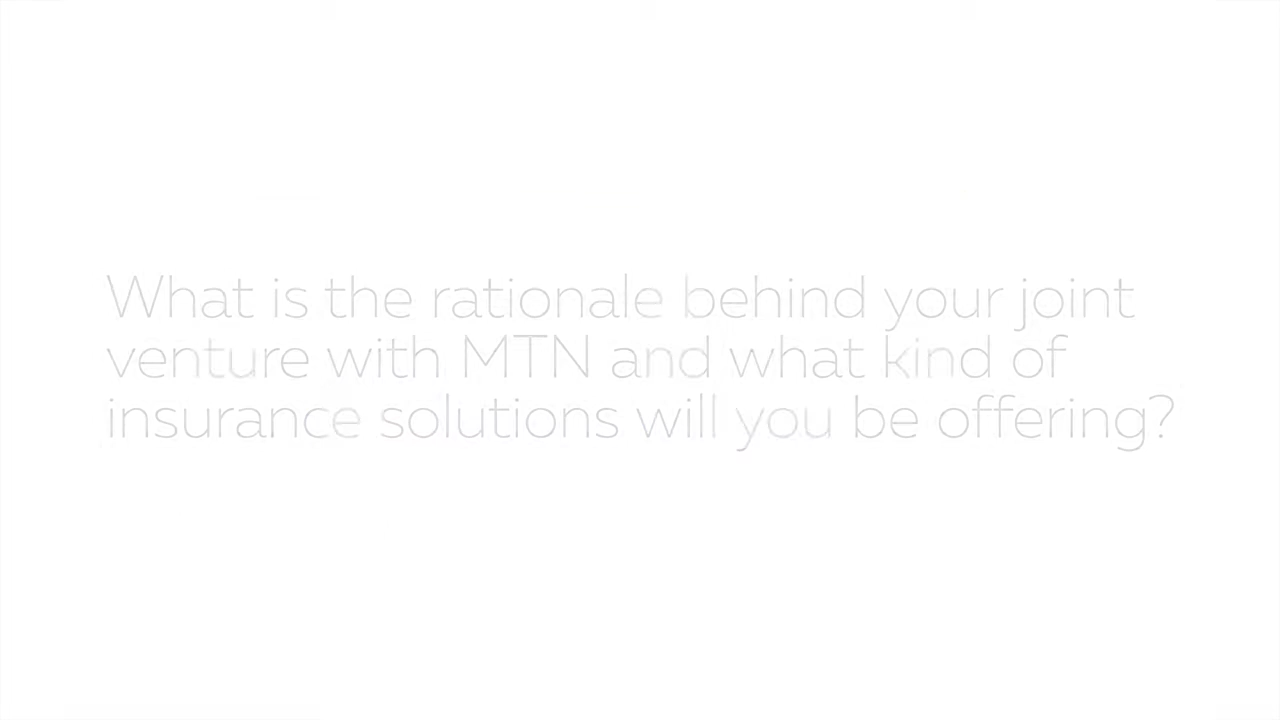 What is the rationale behind your joint
venture with MTN and what kind of
insurance solutions will you be offering?